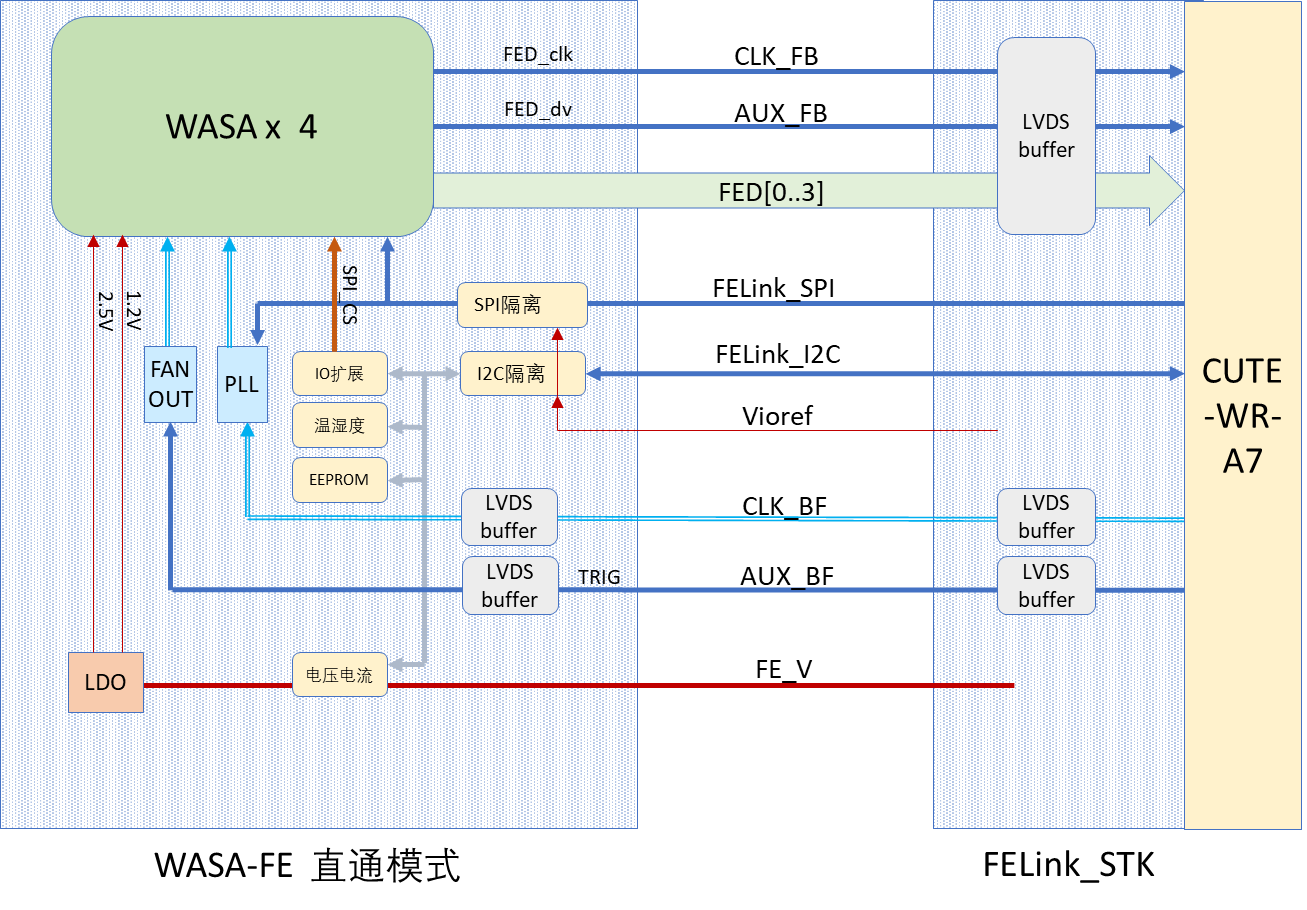 FED_clk
CLK_FB
FED_dv
AUX_FB
WASA x 4
LVDS
buffer
FED[0..3]
2.5V
1.2V
SPI_CS
SPI隔离
FELink_SPI
FAN
OUT
PLL
IO扩展
I2C隔离
FELink_I2C
CUTE
-WR-
A7
温湿度
Vioref
EEPROM
LVDS
buffer
CLK_BF
LVDS
buffer
LVDS
buffer
TRIG
AUX_BF
LVDS
buffer
LDO
电压电流
FE_V
WASA-FE 直通模式
FELink_STK